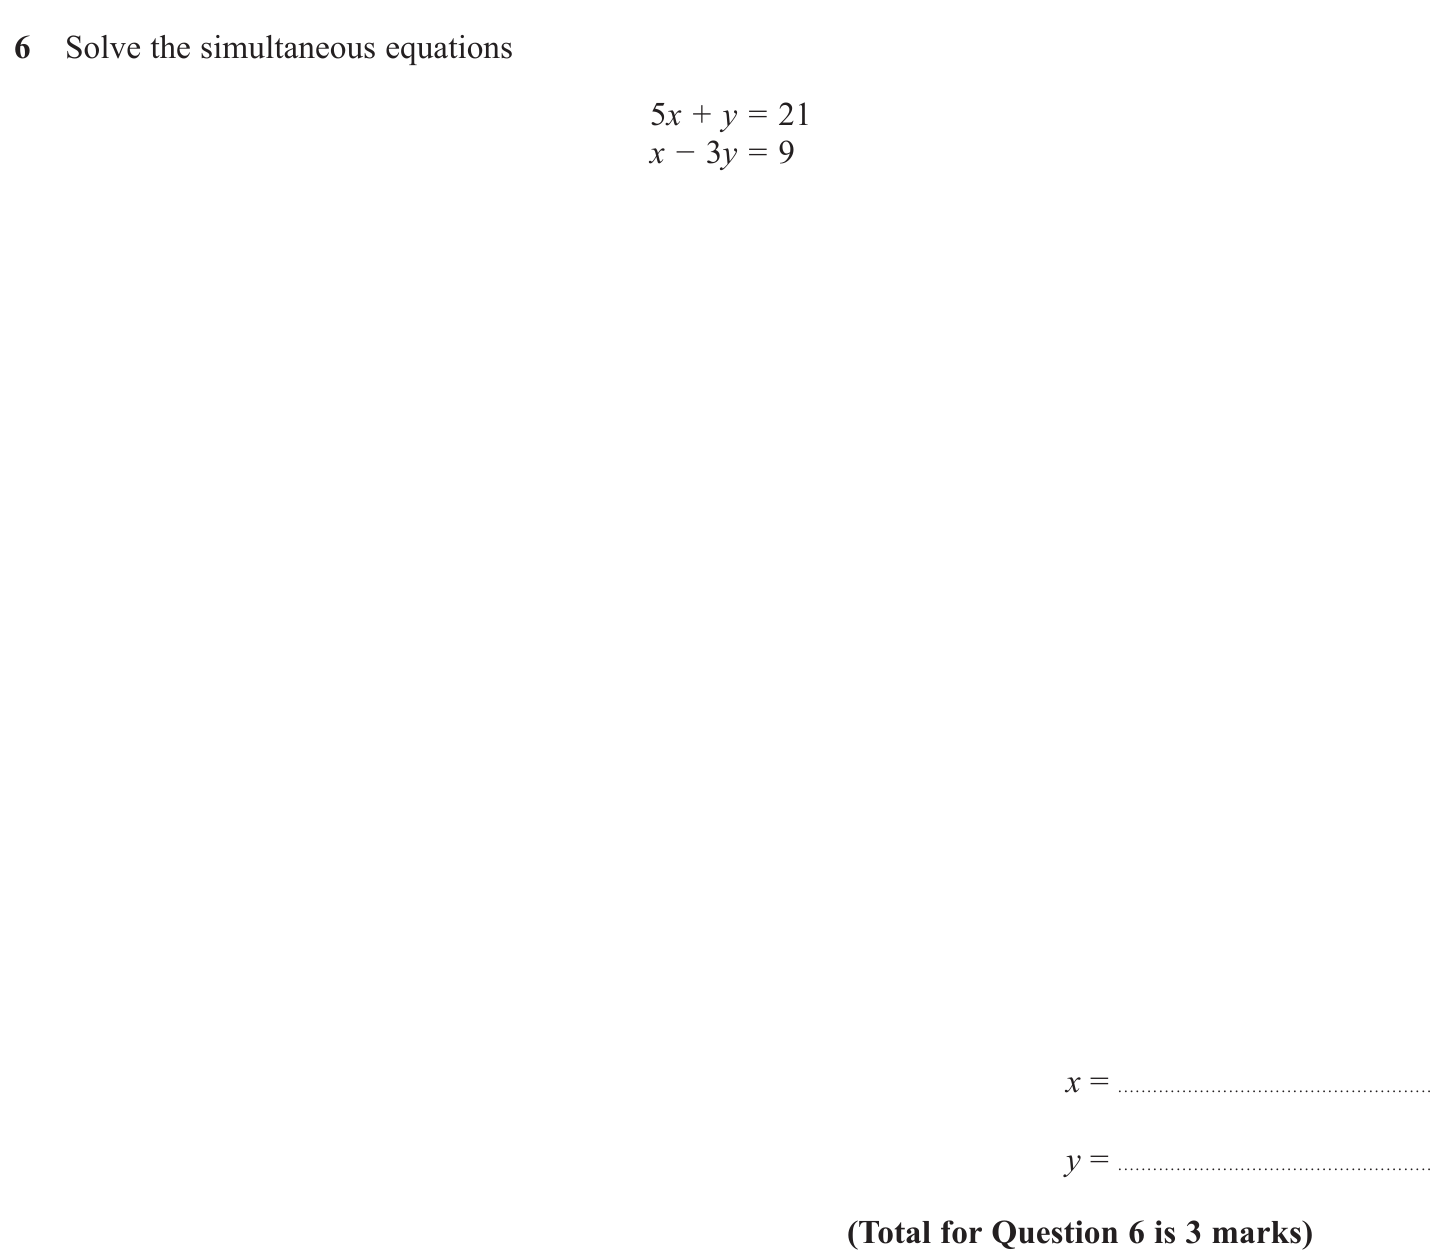 6 Solve the simultaneous equations
5x + y = 21
x − 3y = 9
x = ......................................................
y = ......................................................
(Total for Question 6 is 3 marks)